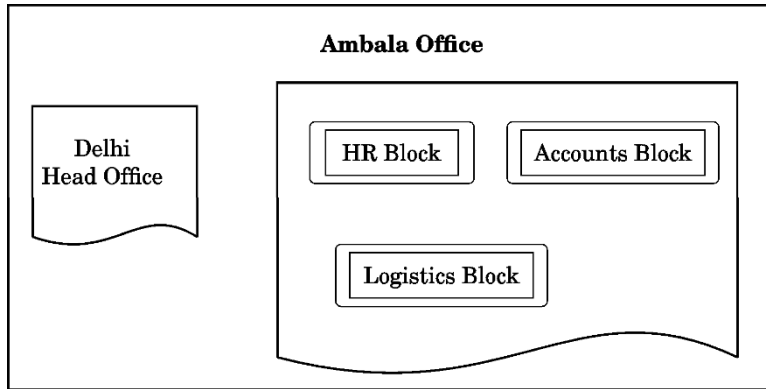 Ambala Office
Delhi
Head Office
HR Block
Accounts Block
Logistics Block